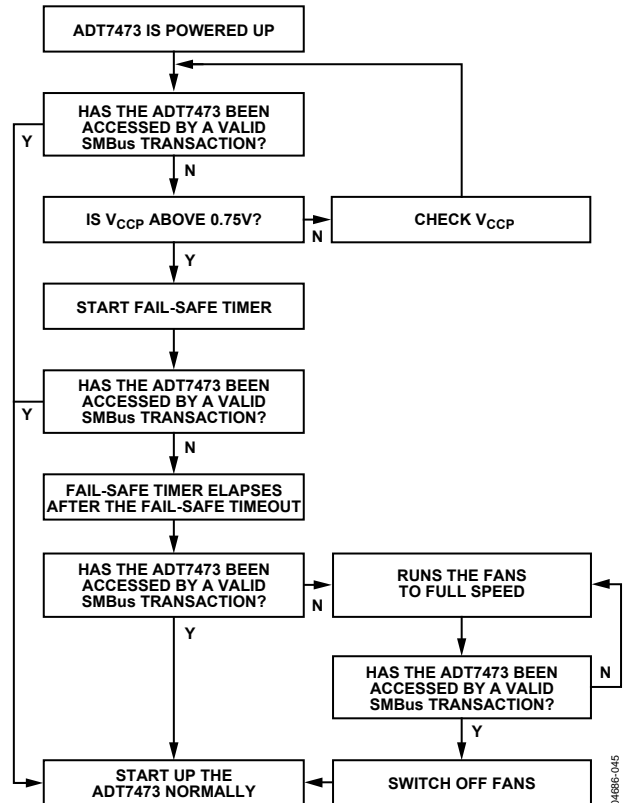 ADT7473 IS POWERED UP
HAS THE ADT7473 BEEN
ACCESSED BY A VALID
SMBus TRANSACTION?
Y
N
IS VCCP ABOVE 0.75V?
N
CHECK VCCP
Y
START FAIL-SAFE TIMER
HAS THE ADT7473 BEEN
ACCESSED BY A VALID
SMBus TRANSACTION?
Y
N
FAIL-SAFE TIMER ELAPSES
AFTER THE FAIL-SAFE TIMEOUT
HAS THE ADT7473 BEEN
ACCESSED BY A VALID
SMBus TRANSACTION?
N
Y
RUNS THE FANS
TO FULL SPEED
HAS THE ADT7473 BEEN
ACCESSED BY A VALID
SMBus TRANSACTION?
N
Y
START UP THE
ADT7473 NORMALLY
SWITCH OFF FANS
04686-045